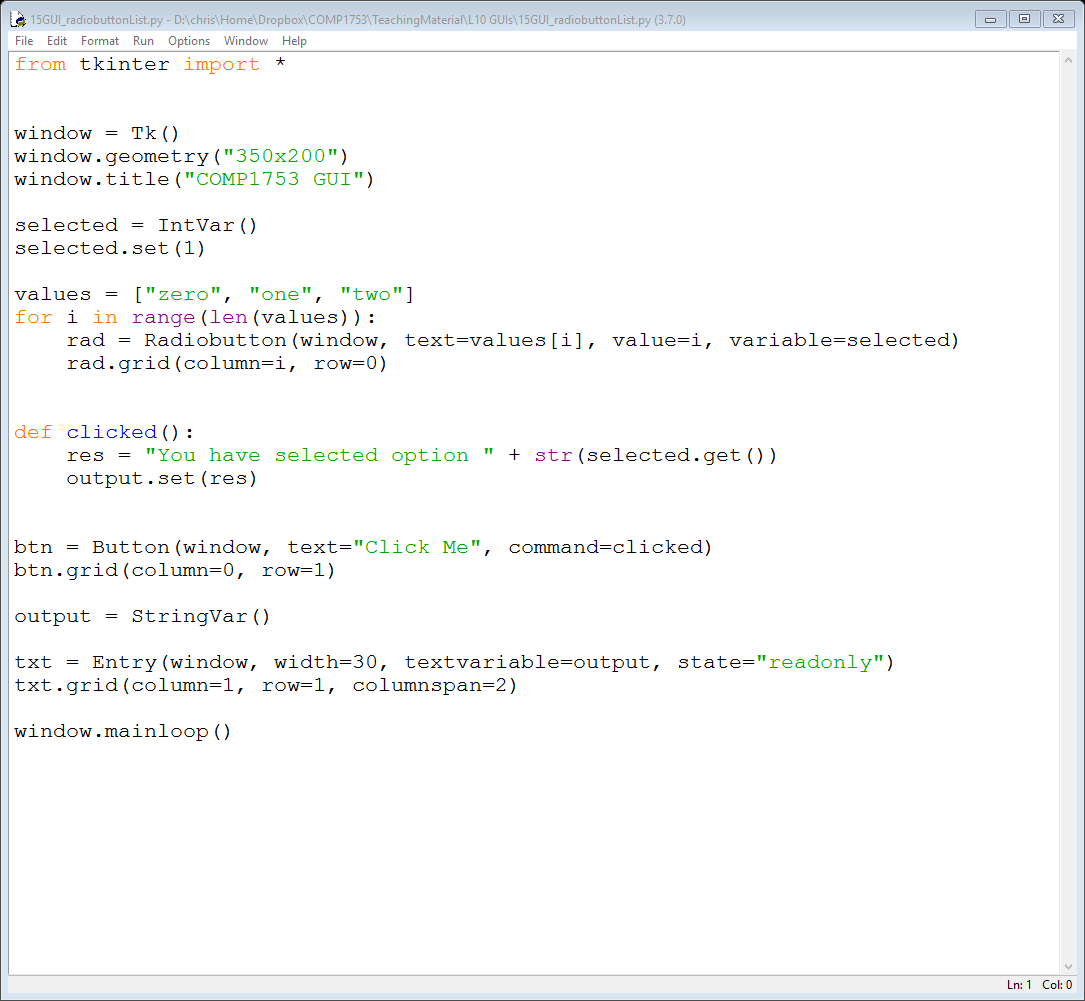 15GUI_radiobuttonList.py - D:\chris\Home\Dropbox\COMP1753\TeachingMaterial\L10 GUIs\15GUI_radiobuttonList.py (3.7.0)
File Edit Format Run Options Window Help
from tkinter import *
window = Tk()
window.geometry("350x200")
window.title("COMP1753 GUI")
selected = IntVar()
selected.set(1)
values = ["zero", "one", "two"]
for i in range(len(values)):
    rad = Radiobutton(window, text=values[i], value=i, variable=selected)
    rad.grid(column=i, row=0)
def clicked():
    res = "You have selected option " + str(selected.get())
    output.set(res)
btn = Button(window, text="Click Me", command=clicked)
btn.grid(column=0, row=1)
output = StringVar()
txt = Entry(window, width=30, textvariable=output, state="readonly")
txt.grid(column=1, row=1, columnspan=2)
window.mainloop()
Ln: 1 Col: 0